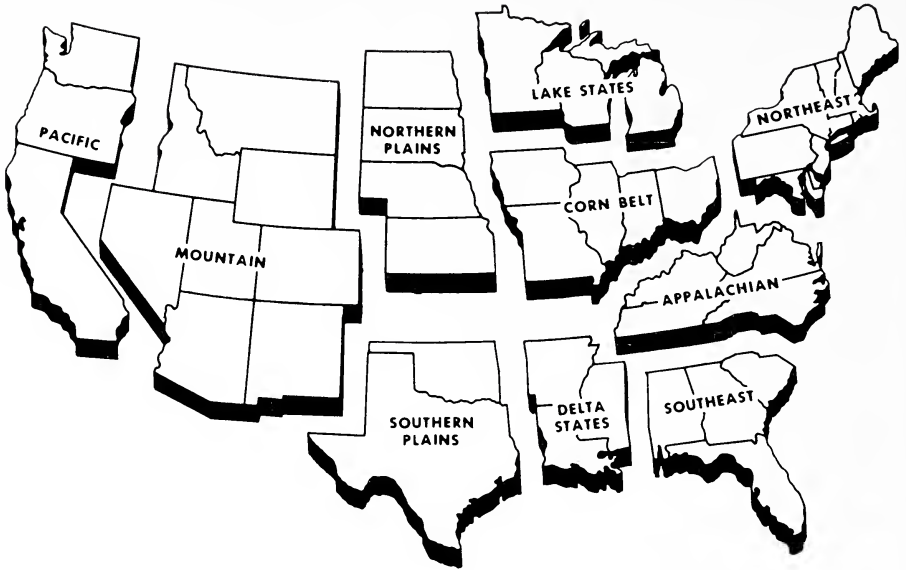 PACIFIC
MOUNTAIN
NORTHERN
PLAINS
LAKE STATES
CORN BELT
NORTHEAST
APPALACHIAN
SOUTHERN
PLAINS
DELTA
STATES
SOUTHEAST